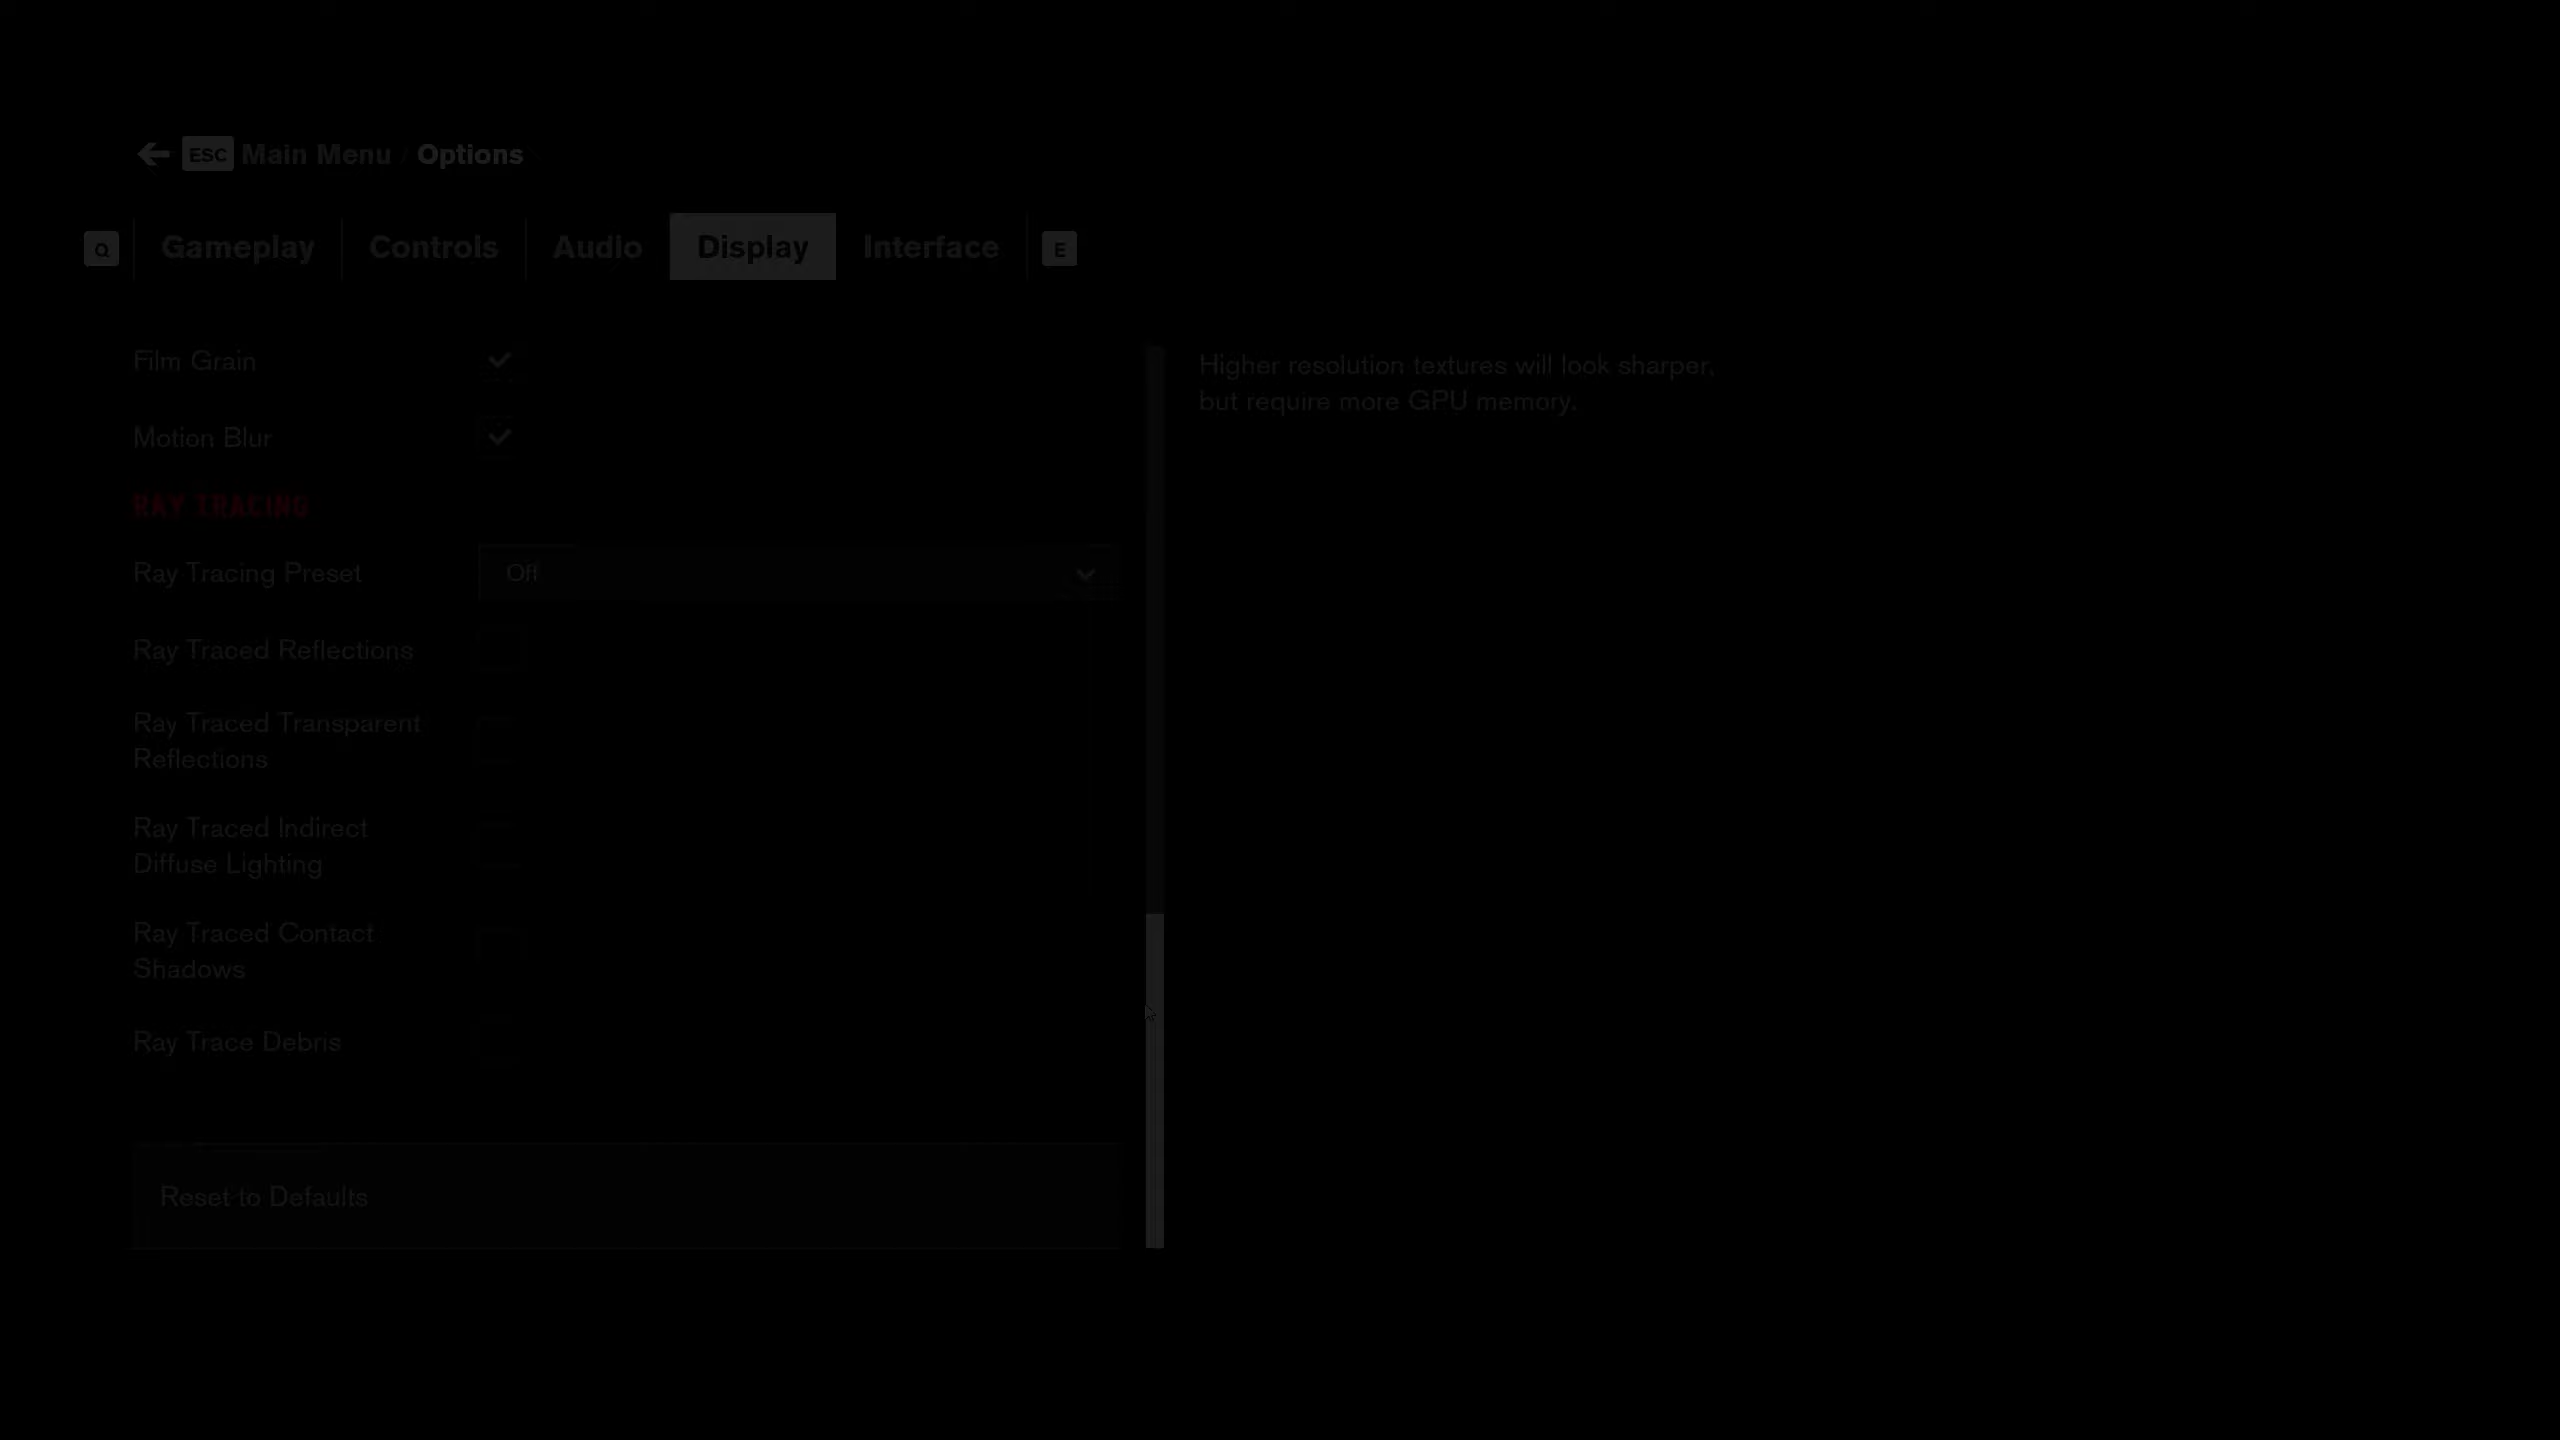 ESC Main Menu / Options
Q Gameplay Controls Audio Display Interface E
Film Grain
Motion Blur
RAY TRACING
Ray Tracing Preset Off
Ray Traced Reflections
Ray Traced Transparent
Reflections
Ray Traced Indirect
Diffuse Lighting
Ray Traced Contact
Shadows
Ray Trace Debris
Reset to Defaults
Higher resolution textures will look sharper,
but require more GPU memory.